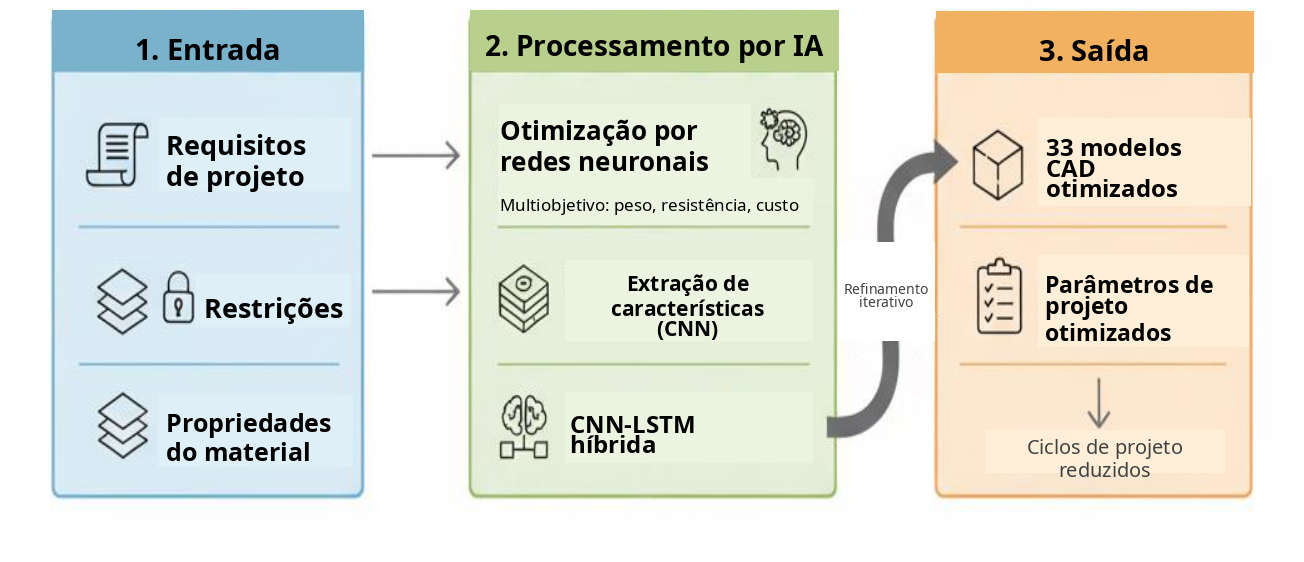 1. Entrada
Requisitos
de projeto
Restrições
Propriedades
do material
2. Processamento por IA
Otimização por
redes neuronais
Multiobjetivo: peso, resistência, custo
Extração de
características
(CNN)
CNN-LSTM
híbrida
Refinamento
iterativo
3. Saída
33 modelos
CAD
otimizados
Parâmetros de
projeto
otimizados
Ciclos de projeto
reduzidos